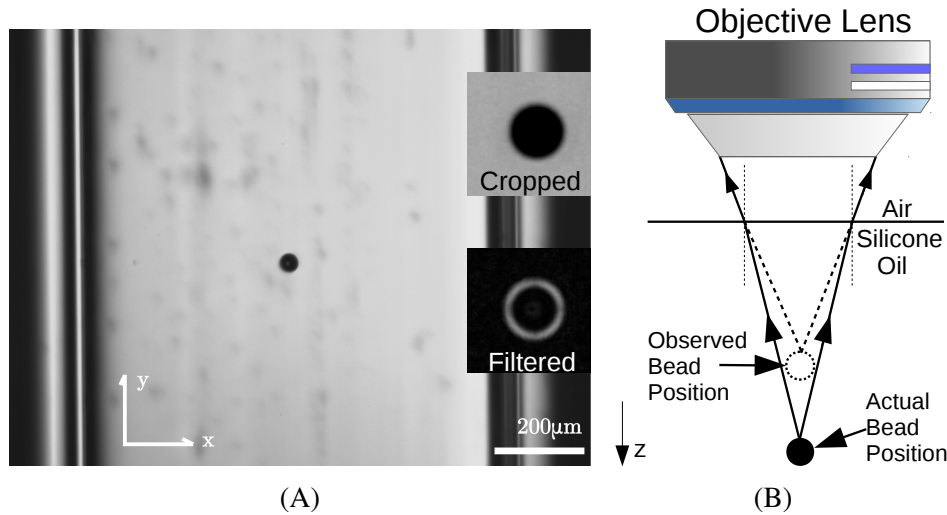 (B)
Objective Lens
Cropped
Air
Silicone
Oil
Filtered
Observed
Bead
Position
y
x
200µm
Actual
Bead
Position
z
(A)
(B)